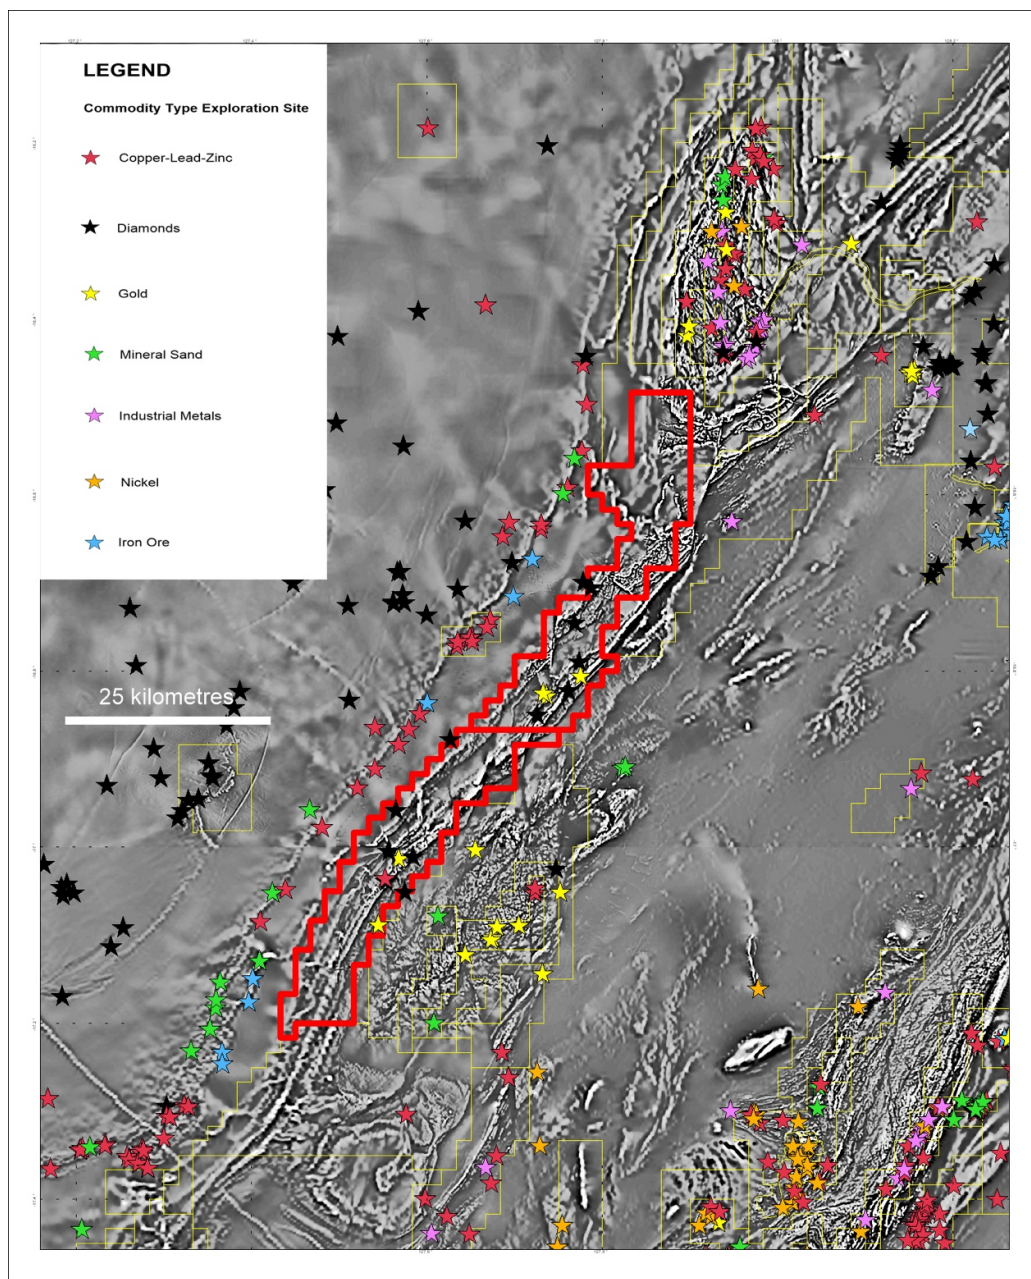 LEGEND
Commodity Type Exploration Site
Copper-Lead-Zinc
Diamonds
Gold
Mineral Sand
Industrial Metals
Nickel
Iron Ore
25 kilometres